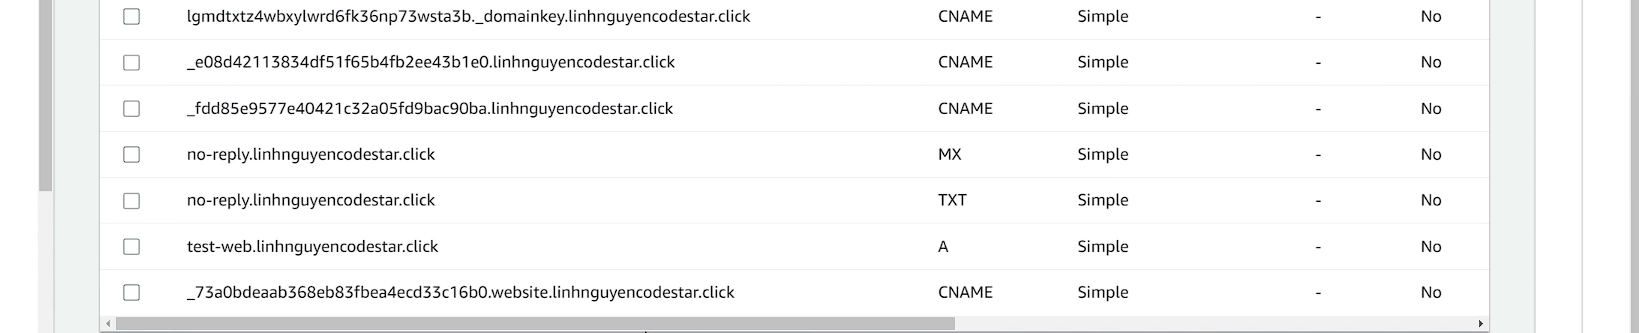 lgmdtxtz4wbxylwrd6fk36np73wsta3b._domainkey.linhnguyencodestar.click CNAME Simple - No
_e08d42113834df51f65b4fb2ee43b1e0.linhnguyencodestar.click CNAME Simple - No
_fdd85e9577e40421c32a05fd9bac90ba.linhnguyencodestar.click CNAME Simple - No
no-reply.linhnguyencodestar.click MX Simple - No
no-reply.linhnguyencodestar.click TXT Simple - No
test-web.linhnguyencodestar.click A Simple - No
_73a0bdeaab368eb83fbea4ecd33c16b0.website.linhnguyencodestar.click CNAME Simple - No